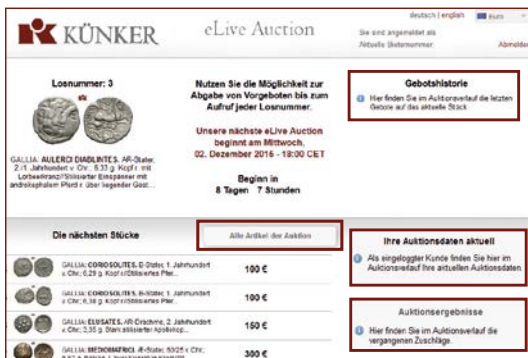 deutsch | english Euro
KÜNKER eLive Auction
Sie sind angemeldet als
Aktuelle Bieternummer: Abmelden
Losnummer: 3
GALLIA: AULERCI DIABLINTES. AR-Stater,
2./1. Jahrhundert v. Chr.; 6,33 g. Kopf r. mit
Lorbeerkranz//Stilisierter Einspänner mit
androkephalem Pferd r. über liegender Gest...
Nutzen Sie die Möglichkeit zur
Abgabe von Vorgeboten bis zum
Aufruf jeder Losnummer.
Unsere nächste eLive Auction
beginnt am Mittwoch,
02. Dezember 2016 - 18:00 CET
Beginn in
8 Tagen 7 Stunden
Gebotshistorie
Hier finden Sie im Auktionsverlauf die letzten
Gebote auf das aktuelle Stück.
Die nächsten Stücke
Alle Artikel der Auktion
GALLIA: CORIOSOLITES. B-Stater, 1. Jahrhundert
v. Chr.; 6,29 g. Kopf r.//Stilisiertes Pfer...
100 €
GALLIA: CORIOSOLITES. B-Stater, 1. Jahrhundert
v. Chr.; 6,38 g. Kopf r.//Stilisiertes Pfer...
100 €
GALLIA: ELUSATES. AR-Drachme, 2. Jahrhundert
v. Chr.; 2,35 g. Stark stilisierter Apollokop...
150 €
GALLIA: MEDIOMATRICI. Æ-Stater, 50/25 v. Chr.;
300 €
Ihre Auktionsdaten aktuell
Als eingeloggter Kunde finden Sie hier im
Auktionsverlauf Ihre aktuellen Auktionsdaten.
Auktionsergebnisse
Hier finden Sie im Auktionsverlauf die
vergangenen Zuschläge.